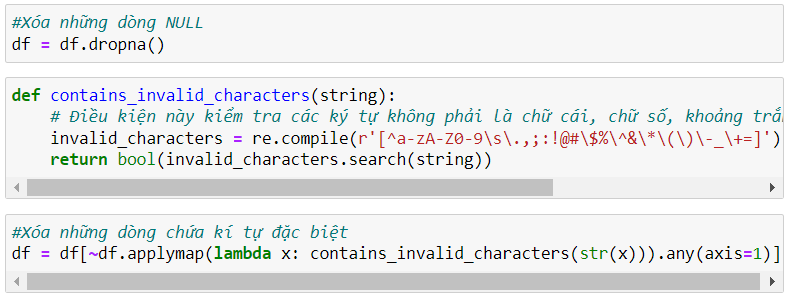 #Xóa những dòng NULL
df = df.dropna()
def contains_invalid_characters(string):
# Điều kiện này kiểm tra các ký tự không phải là chữ cái, chữ số, khoảng
invalid_characters = re.compile(r'[^a-zA-Z0-9\s\.,;:!@#\$%\^&\*\(\)\-_\+=]')
return bool(invalid_characters.search(string))
#Xóa những dòng chứa kí tự đặc biệt
df = df[~df.applymap(lambda x: contains_invalid_characters(str(x))).any(axis=1)]